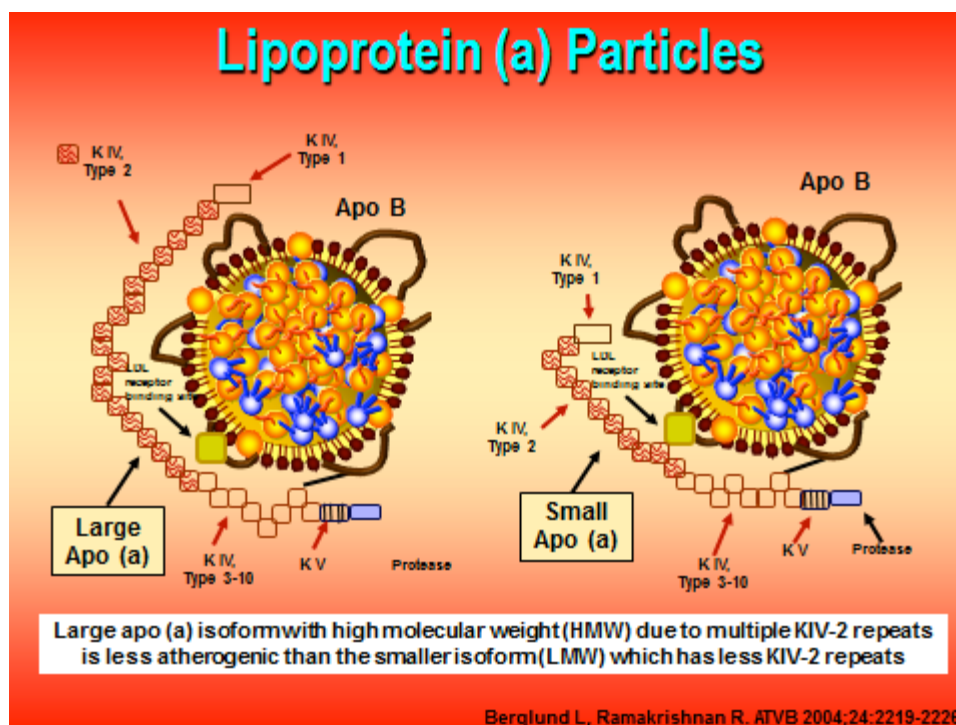 Lipoprotein (a) Particles
K IV,
Type 2
K IV,
Type 1
Apo B
LDL
receptor
binding site
Large
Apo (a)
K IV,
Type 3-10
K V
Protease
Apo B
K IV,
Type 1
LDL
receptor
binding site
K IV,
Type 2
Small
Apo (a)
K IV,
Type 3-10
K V
Protease
Large apo (a) isoform with high molecular weight (HMW) due to multiple KIV-2 repeats
is less atherogenic than the smaller isoform (LMW) which has less KIV-2 repeats
Berglund L, Ramakrishnan R. ATVB 2004;24:2219-2226